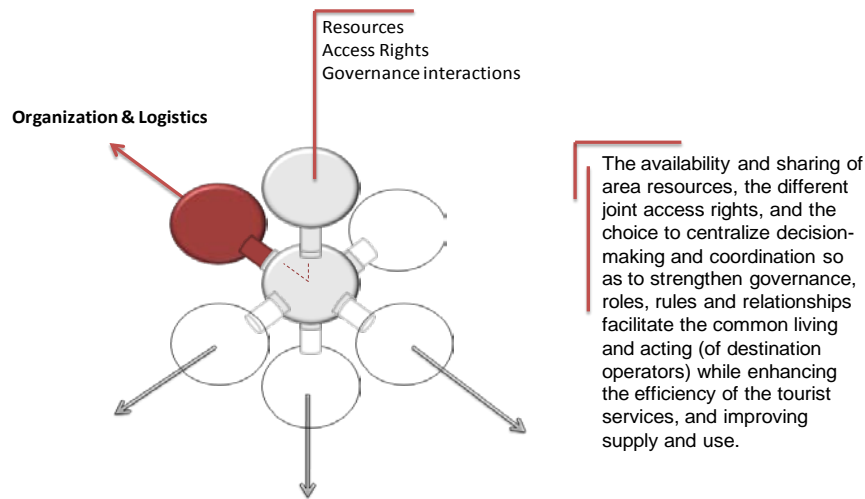 Resources
Access Rights
Governance interactions
Organization & Logistics
The availability and sharing of
area resources, the different
joint access rights, and the
choice to centralize decision-
making and coordination so
as to strengthen governance,
roles, rules and relationships
facilitate the common living
and acting (of destination
operators) while enhancing
the efficiency of the tourist
services, and improving
supply and use.